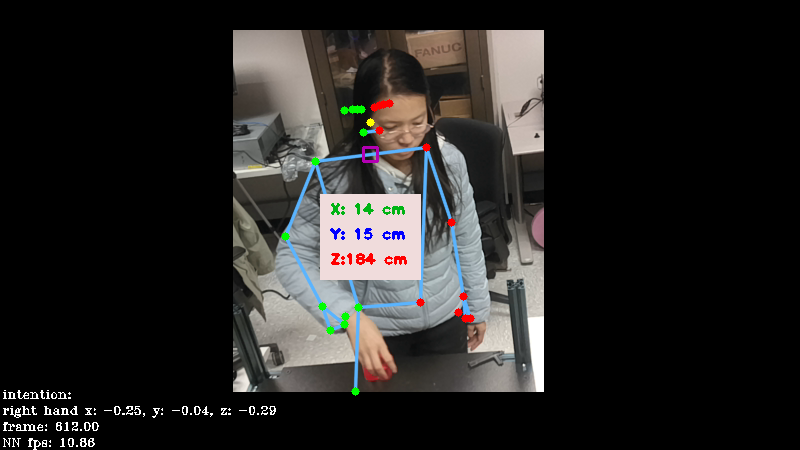 FANUC
X: 14 cm
Y: 15 cm
Z:184 cm
intention:
right hand x: -0.25, y: -0.04, z: -0.29
frame: 612.00
NN fps: 10.86